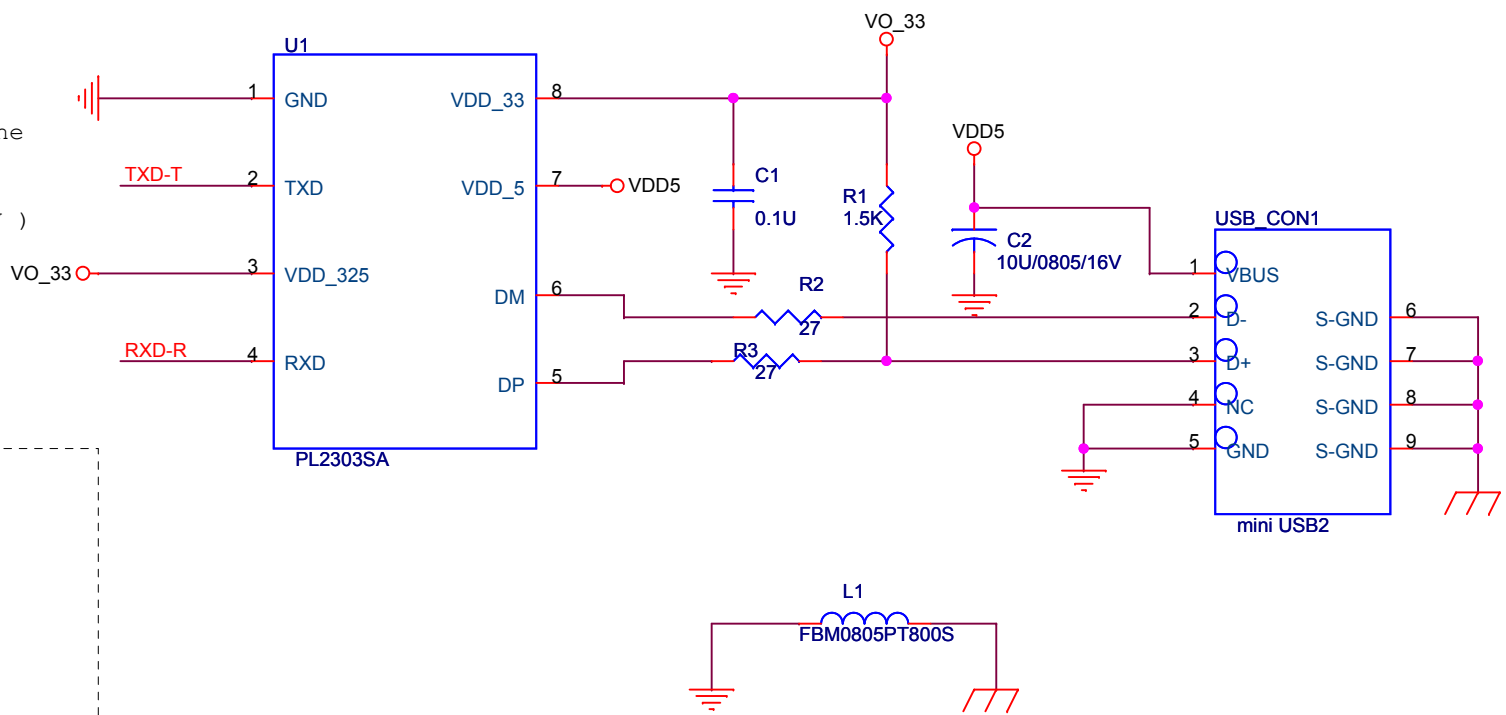 VO_33
U1
1 GND
VDD_33 8
ne
VDD5
TXD-T
2 TXD
VDD_5 7
VDD5
C1
0.1U
R1
1.5K
)
USB_CON1
C2
10U/0805/16V
VO_33
3 VDD_325
1 VBUS
DM 6
R2
27
2 D-
S-GND 6
RXD-R
4 RXD
R3
27
3 D+
S-GND 7
DP 5
4 NC
S-GND 8
5 GND
S-GND 9
PL2303SA
mini USB2
L1
FBM0805PT800S